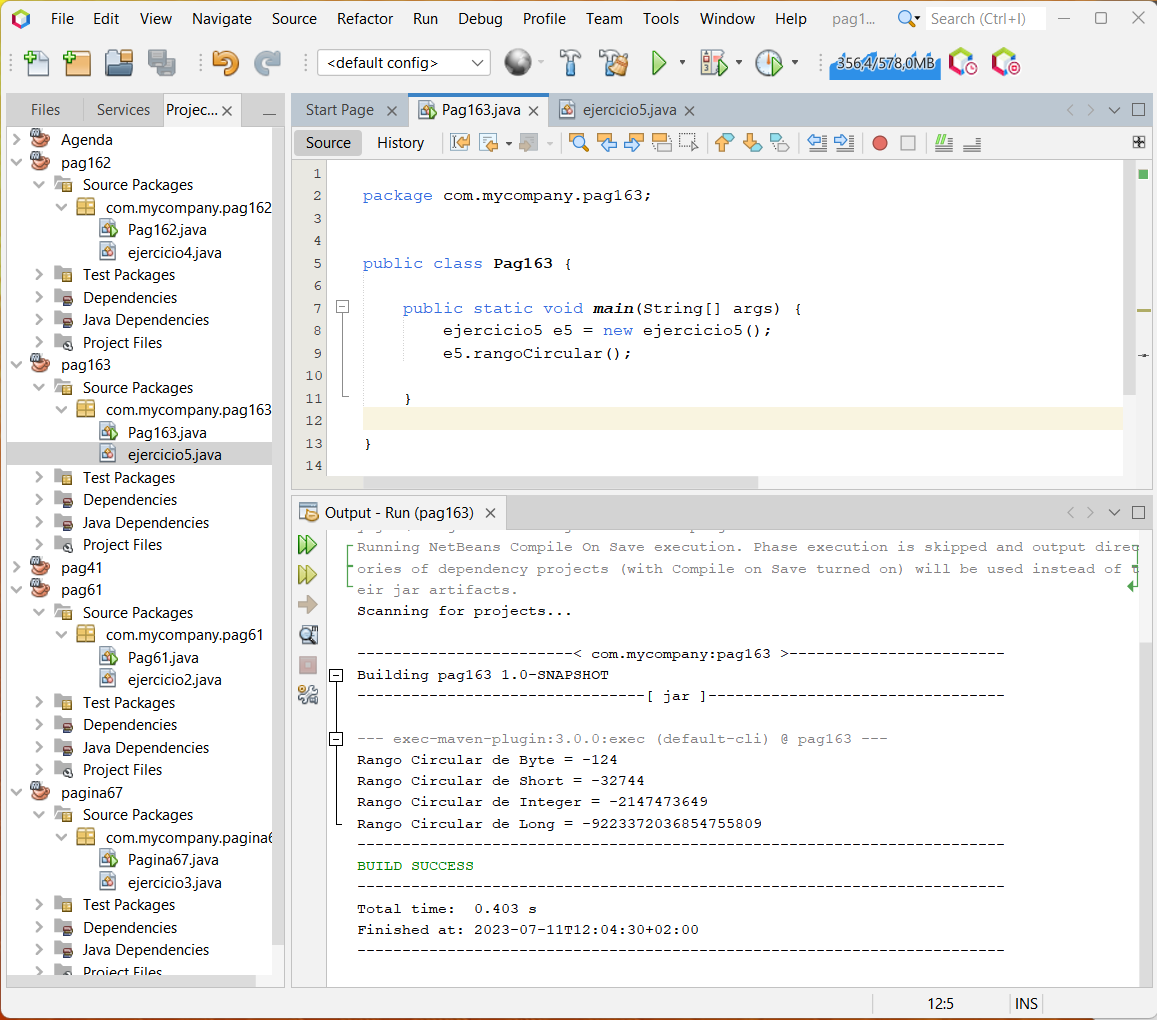 File Edit View Navigate Source Refactor Run Debug Profile Team Tools Window Help pag1... Search (Ctrl+I)
<default config> 356,4/578,0MB
Files Services Projec...
Agenda
pag162
Source Packages
com.mycompany.pag162
Pag162.java
ejercicio4.java
Test Packages
Dependencies
Java Dependencies
Project Files
pag163
Source Packages
com.mycompany.pag163
Pag163.java
ejercicio5.java
Test Packages
Dependencies
Java Dependencies
Project Files
pag41
pag61
Source Packages
com.mycompany.pag61
Pag61.java
ejercicio2.java
Test Packages
Dependencies
Java Dependencies
Project Files
pagina67
Source Packages
com.mycompany.pagina6
Pagina67.java
ejercicio3.java
Test Packages
Dependencies
Java Dependencies
Project Files
Start Page Pag163.java ejercicio5.java
Source History
1
2 package com.mycompany.pag163;
3
4
5 public class Pag163 {
6
7 public static void main(String[] args) {
8 ejercicio5 e5 = new ejercicio5();
9 e5.rangoCircular();
10
11 }
12
13 }
14
Output - Run (pag163)
Running NetBeans Compile On Save execution. Phase execution is skipped and output direc
ories of dependency projects (with Compile on Save turned on) will be used instead of t
eir jar artifacts.
Scanning for projects...
------------------------< com.mycompany:pag163 >------------------------
Building pag163 1.0-SNAPSHOT
--------------------------------[ jar ]---------------------------------
--- exec-maven-plugin:3.0.0:exec (default-cli) @ pag163 ---
Rango Circular de Byte = -124
Rango Circular de Short = -32744
Rango Circular de Integer = -2147473649
Rango Circular de Long = -9223372036854755809
------------------------------------------------------------------------
BUILD SUCCESS
------------------------------------------------------------------------
Total time:  0.403 s
Finished at: 2023-07-11T12:04:30+02:00
------------------------------------------------------------------------
12:5 INS